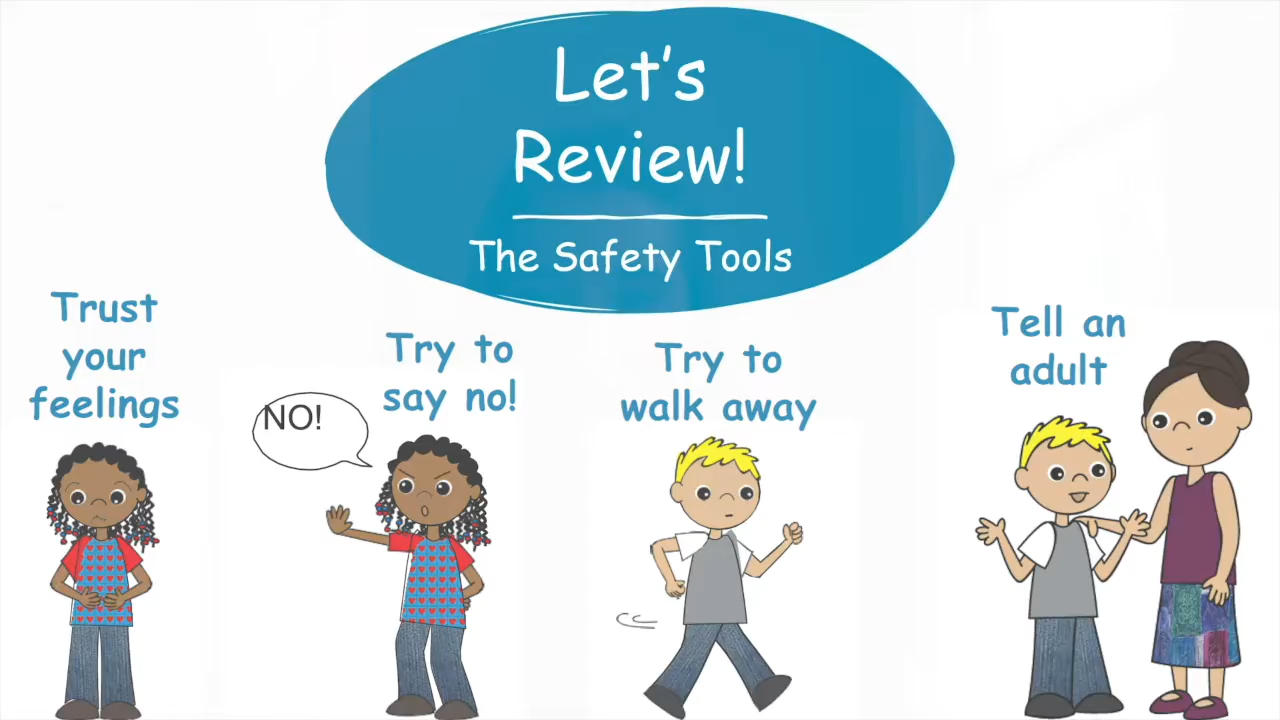 Let's
Review!
The Safety Tools
Trust
your
feelings
NO!
Try to
say no!
Try to
walk away
Tell an
adult